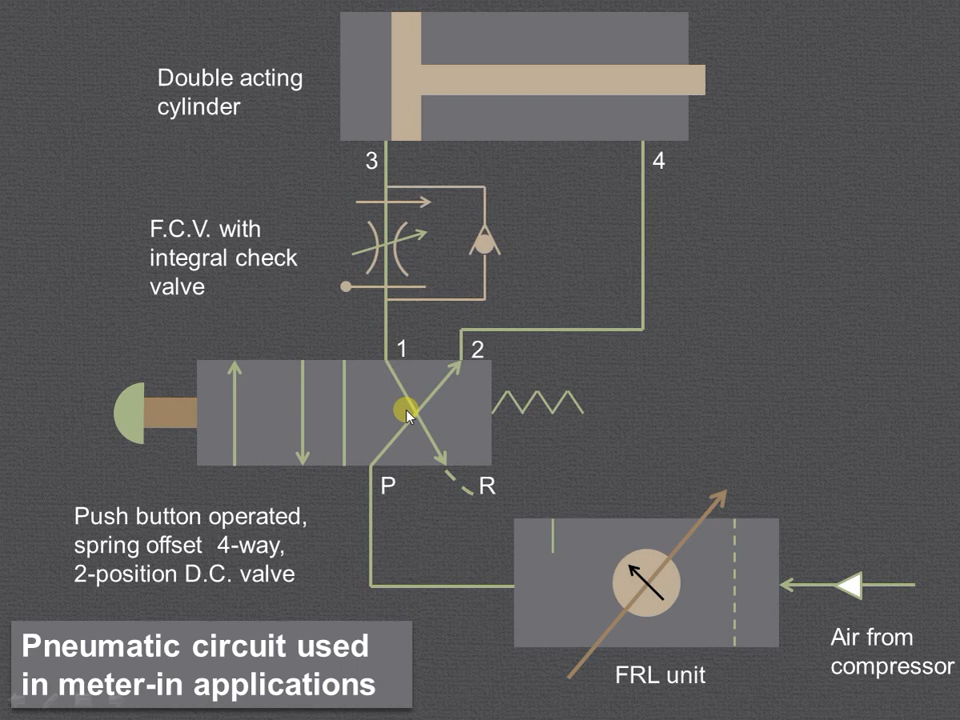 Double acting
cylinder
3
4
F.C.V. with
integral check
valve
1
2
P
R
Push button operated,
spring offset 4-way,
2-position D.C. valve
Pneumatic circuit used
in meter-in applications
FRL unit
Air from
compressor